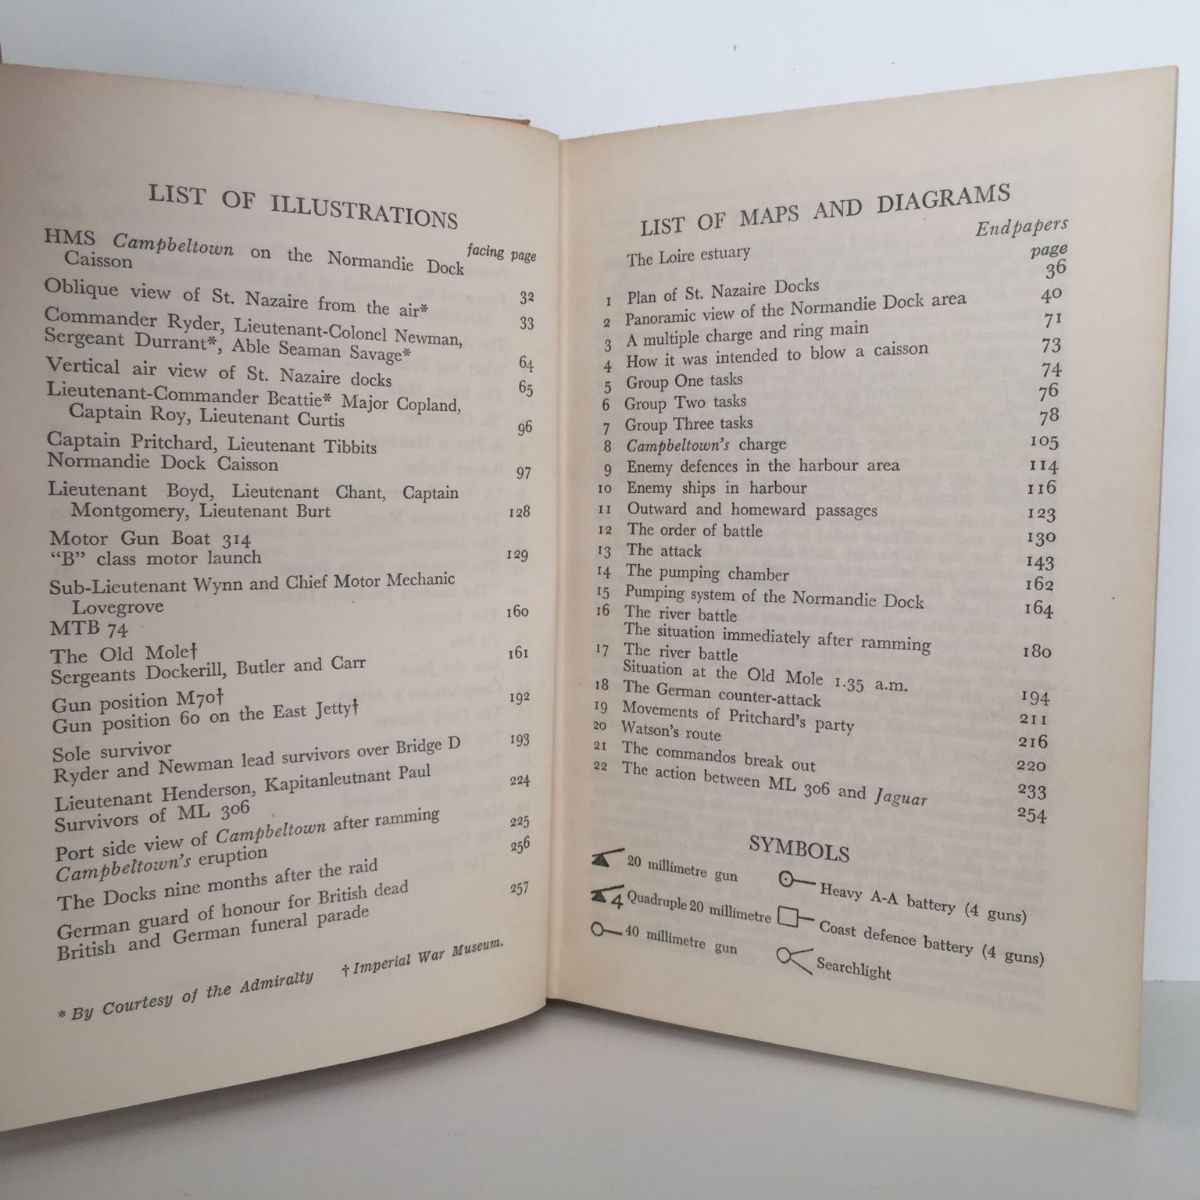 LIST OF ILLUSTRATIONS
facing page
HMS Campbeltown on the Normandie Dock
Caisson
Oblique view of St. Nazaire from the air* 32
Commander Ryder, Lieutenant-Colonel Newman, 33
Sergeant Durrant*, Able Seaman Savage*
Vertical air view of St. Nazaire docks 64
Lieutenant-Commander Beattie* Major Copland, 65
Captain Roy, Lieutenant Curtis
Captain Pritchard, Lieutenant Tibbits 96
Normandie Dock Caisson 97
Lieutenant Boyd, Lieutenant Chant, Captain
Montgomery, Lieutenant Burt 128
Motor Gun Boat 314
"B" class motor launch 129
Sub-Lieutenant Wynn and Chief Motor Mechanic
Lovegrove 160
MTB 74
The Old Mole† 161
Sergeants Dockerill, Butler and Carr
Gun position M70† 192
Gun position 60 on the East Jetty†
Sole survivor 193
Ryder and Newman lead survivors over Bridge D
Lieutenant Henderson, Kapitanleutnant Paul 224
Survivors of ML 306
Port side view of Campbeltown after ramming 225
Campbeltown's eruption 256
The Docks nine months after the raid
German guard of honour for British dead 257
British and German funeral parade
* By Courtesy of the Admiralty † Imperial War Museum.
LIST OF MAPS AND DIAGRAMS
The Loire estuary Endpapers
page
1 Plan of St. Nazaire Docks 36
2 Panoramic view of the Normandie Dock area 40
3 A multiple charge and ring main 71
4 How it was intended to blow a caisson 73
5 Group One tasks 74
6 Group Two tasks 76
7 Group Three tasks 78
8 Campbeltown's charge 105
9 Enemy defences in the harbour area 114
10 Enemy ships in harbour 116
11 Outward and homeward passages 123
12 The order of battle 130
13 The attack 143
14 The pumping chamber 162
15 Pumping system of the Normandie Dock 164
16 The river battle
The situation immediately after ramming 180
17 The river battle
Situation at the Old Mole 1.35 a.m. 194
18 The German counter-attack 211
19 Movements of Pritchard's party 216
20 Watson's route 220
21 The commandos break out 233
22 The action between ML 306 and Jaguar 254
SYMBOLS
20 millimetre gun
Heavy A-A battery (4 guns)
4 Quadruple 20 millimetre
Coast defence battery (4 guns)
40 millimetre gun
Searchlight